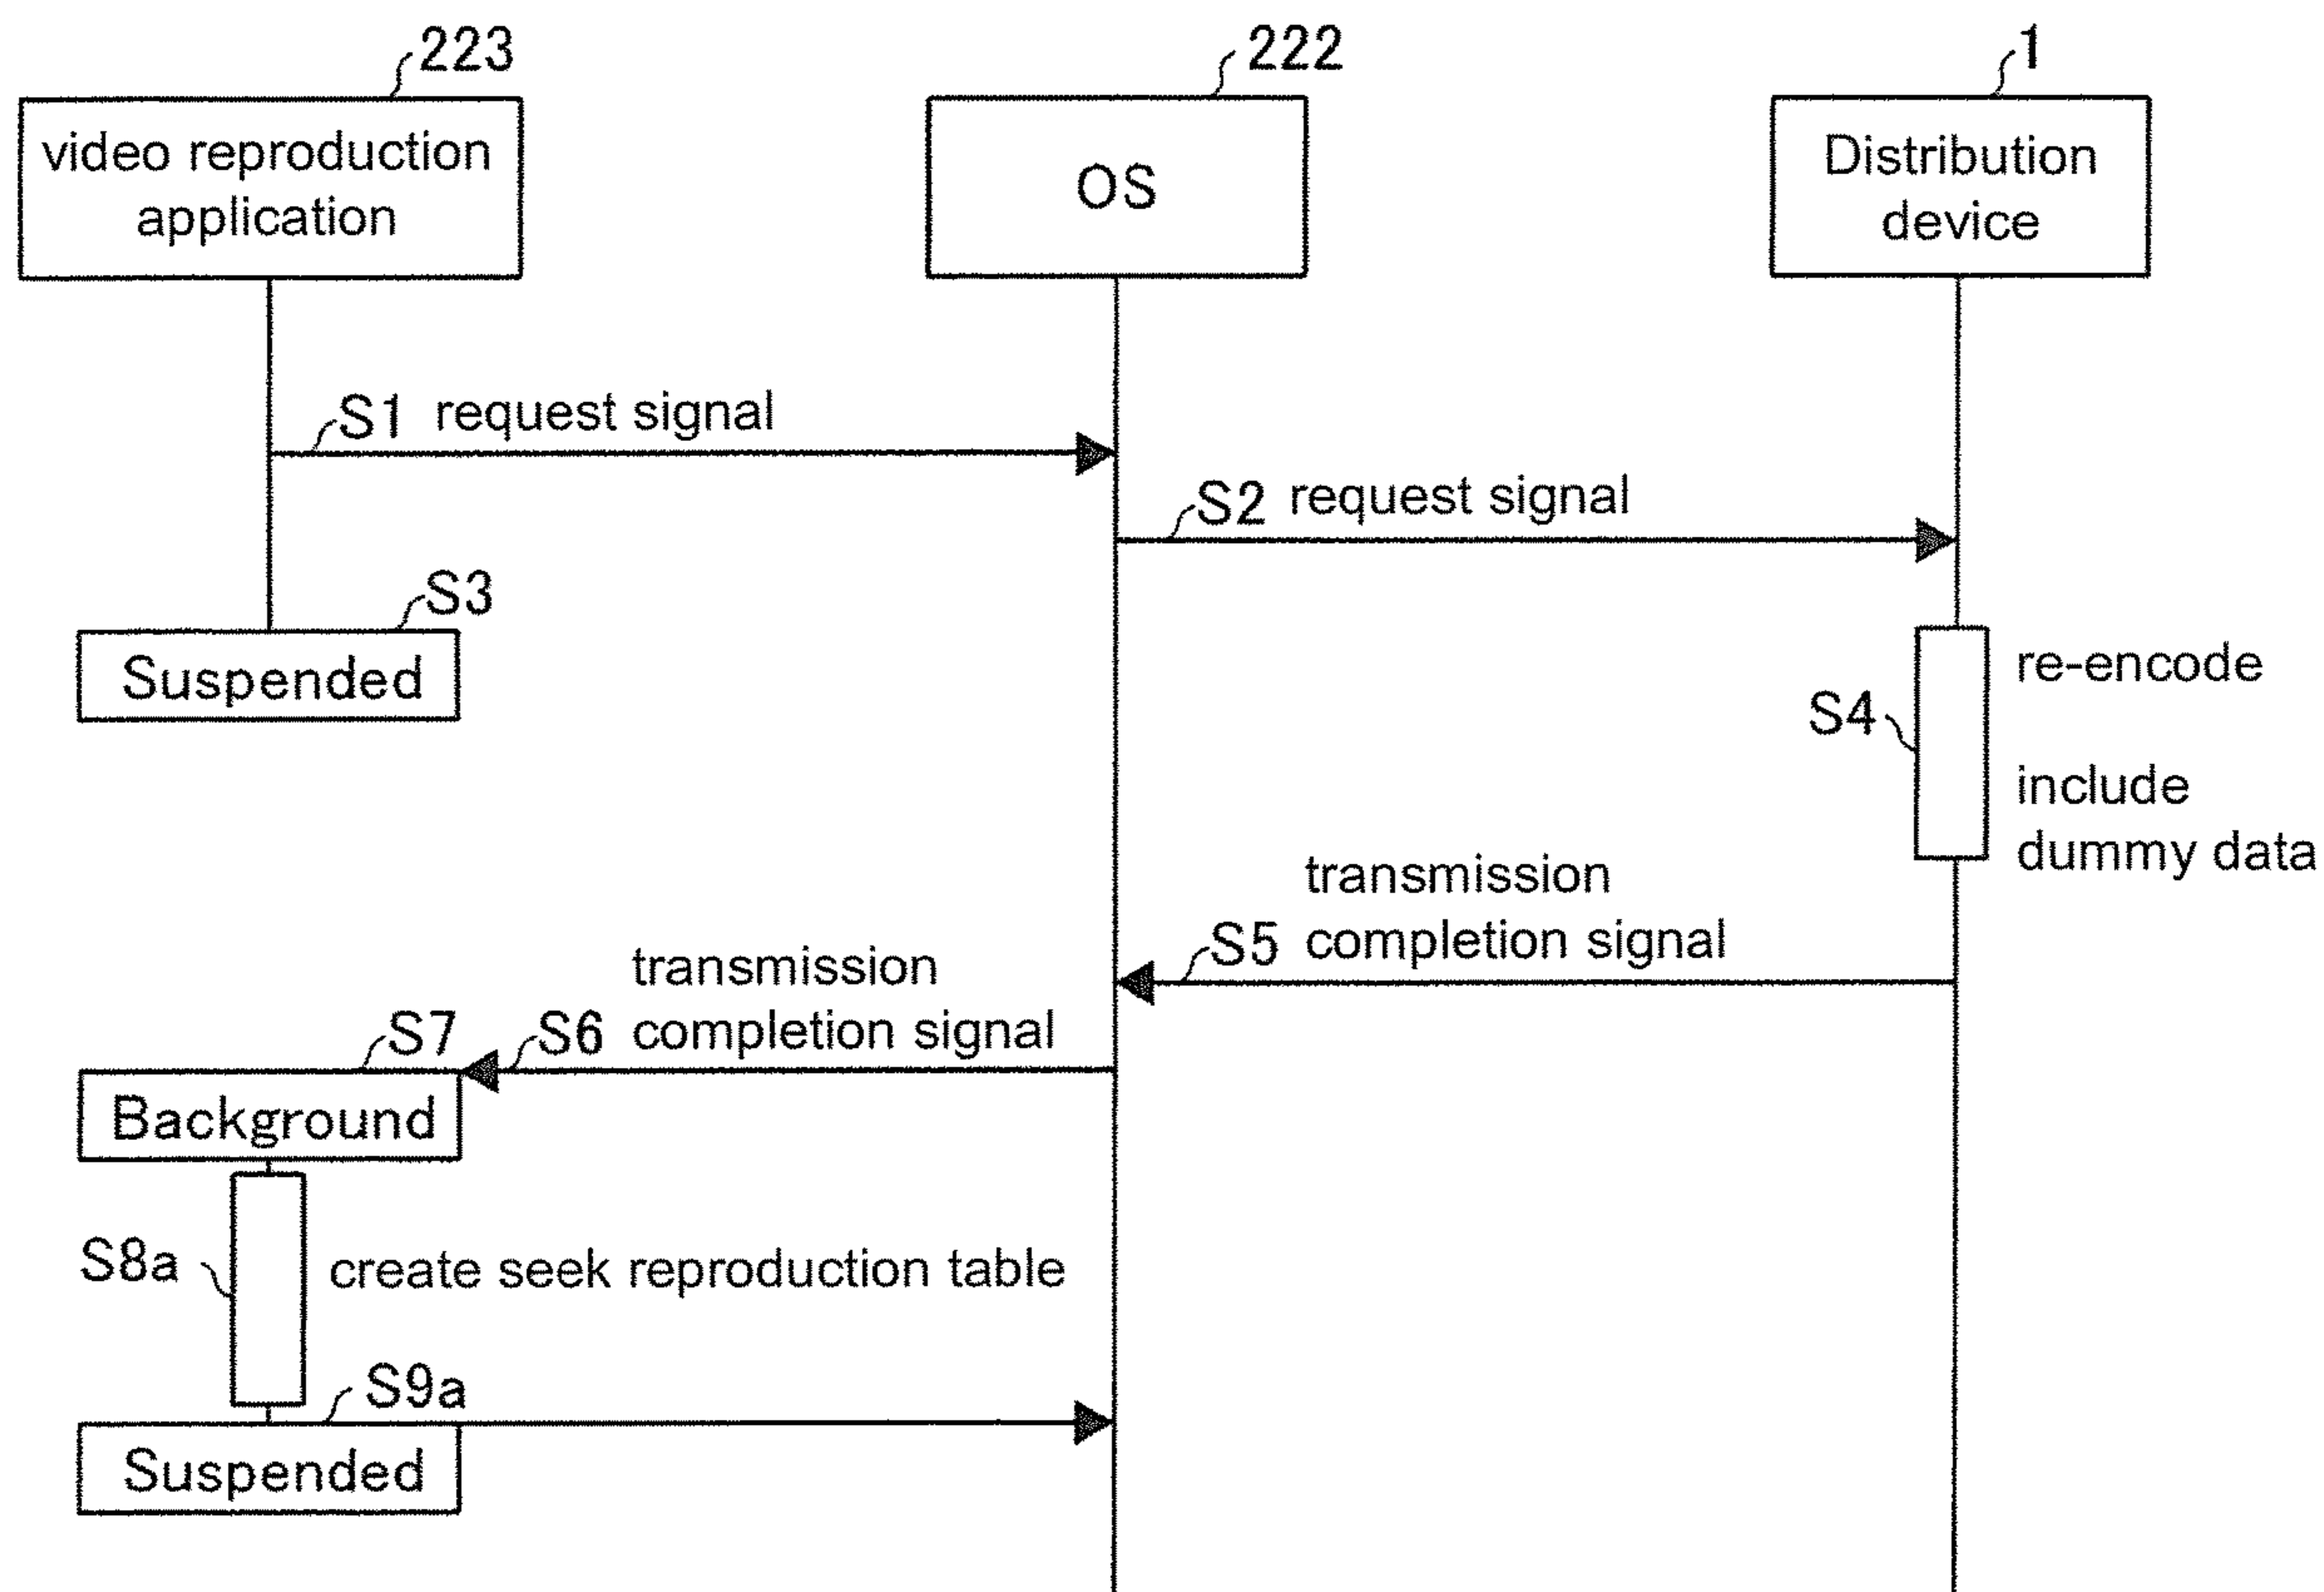 223
222
1
video reproduction
application
OS
Distribution
device
S1 request signal
S2 request signal
S3
Suspended
S4
re-encode
include
dummy data
transmission
S5 completion signal
transmission
S6 completion signal
S7
Background
S8a
create seek reproduction table
S9a
Suspended